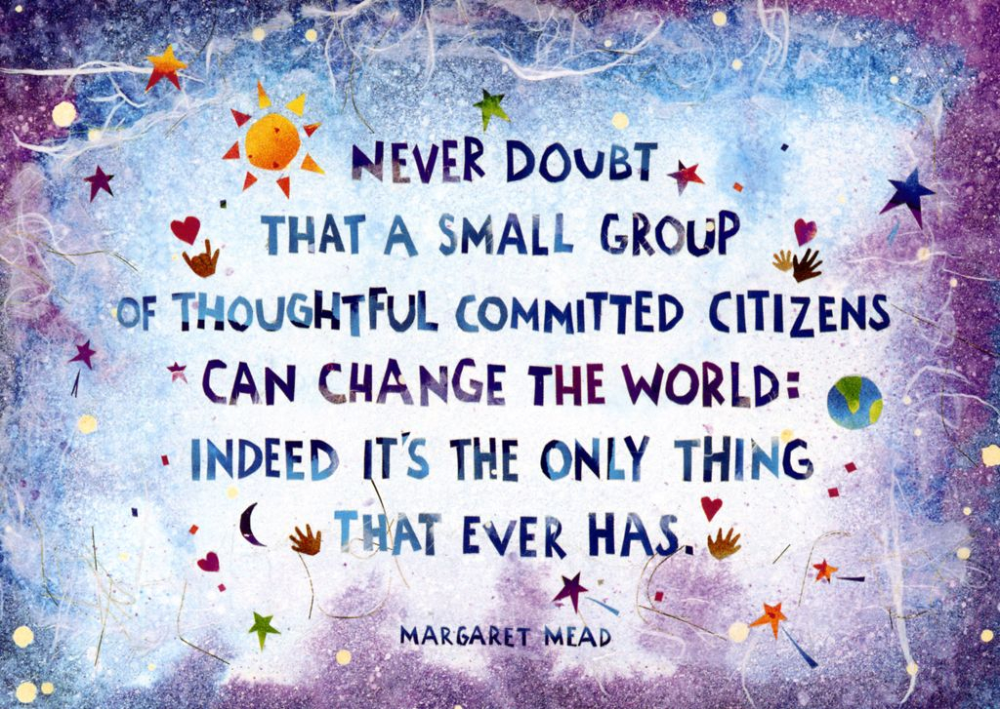 NEVER DOUBT
THAT A SMALL GROUP
OF THOUGHTFUL COMMITTED CITIZENS
CAN CHANGE THE WORLD:
INDEED IT'S THE ONLY THING
THAT EVER HAS.
MARGARET MEAD